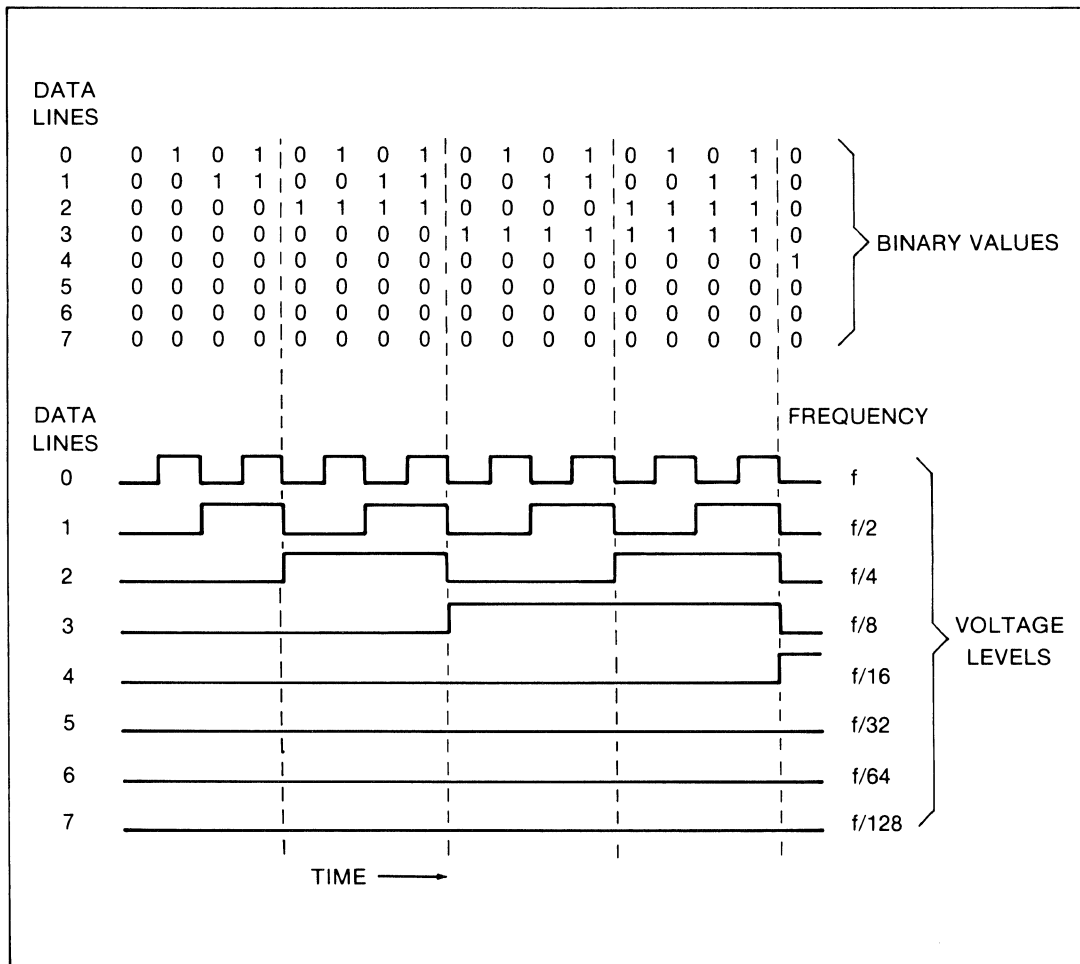 DATA
LINES
0 0 1 0 1 0 1 0 1 0 1 0 1 0 1 0 1 0
1 0 0 1 1 0 0 1 1 0 0 1 1 0 0 1 1 0
2 0 0 0 0 1 1 1 1 0 0 0 0 1 1 1 1 0
3 0 0 0 0 0 0 0 0 1 1 1 1 1 1 1 1 0
4 0 0 0 0 0 0 0 0 0 0 0 0 0 0 0 0 1
5 0 0 0 0 0 0 0 0 0 0 0 0 0 0 0 0 0
6 0 0 0 0 0 0 0 0 0 0 0 0 0 0 0 0 0
7 0 0 0 0 0 0 0 0 0 0 0 0 0 0 0 0 0
BINARY VALUES
DATA
LINES
FREQUENCY
0 f
1 f/2
2 f/4
3 f/8
4 f/16
5 f/32
6 f/64
7 f/128
VOLTAGE
LEVELS
TIME